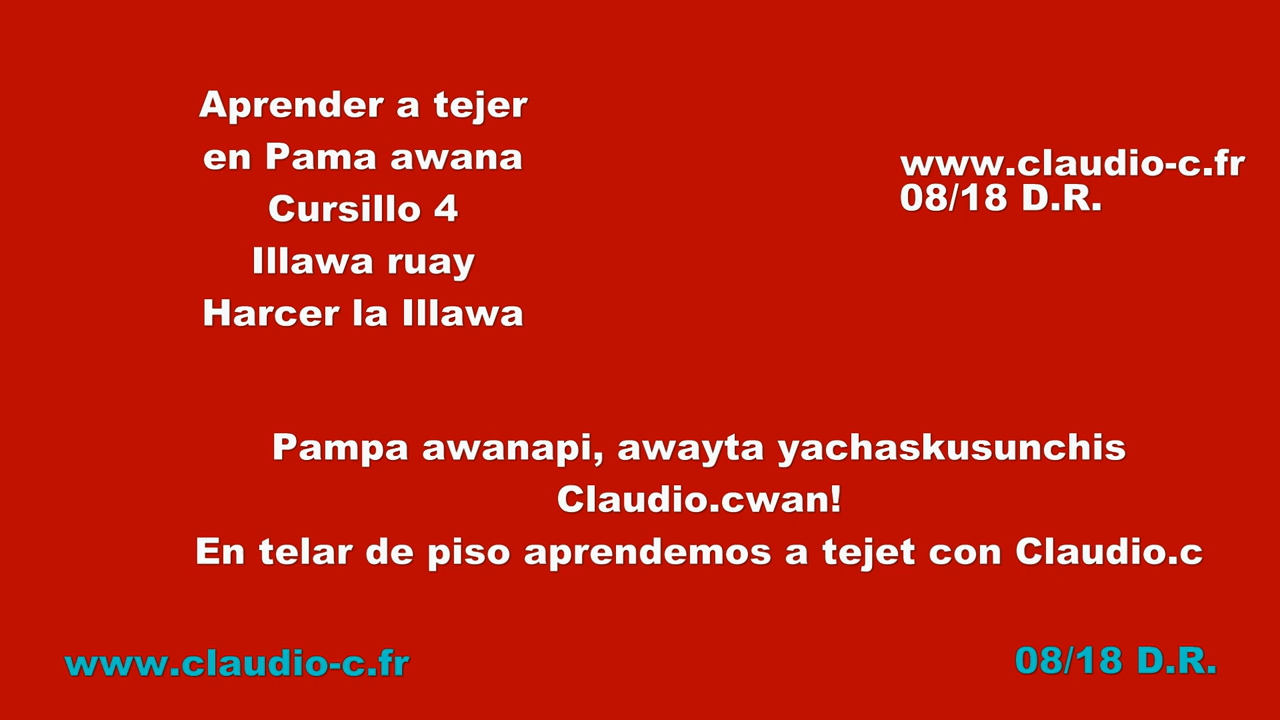 Aprender a tejer
en Pama awana
Cursillo 4
Illawa ruay
Harcer la Illawa
www.claudio-c.fr
08/18 D.R.
Pampa awanapi, awayta yachaskusunchis
Claudio.cwan!
En telar de piso aprendemos a tejet con Claudio.c
www.claudio-c.fr
08/18 D.R.